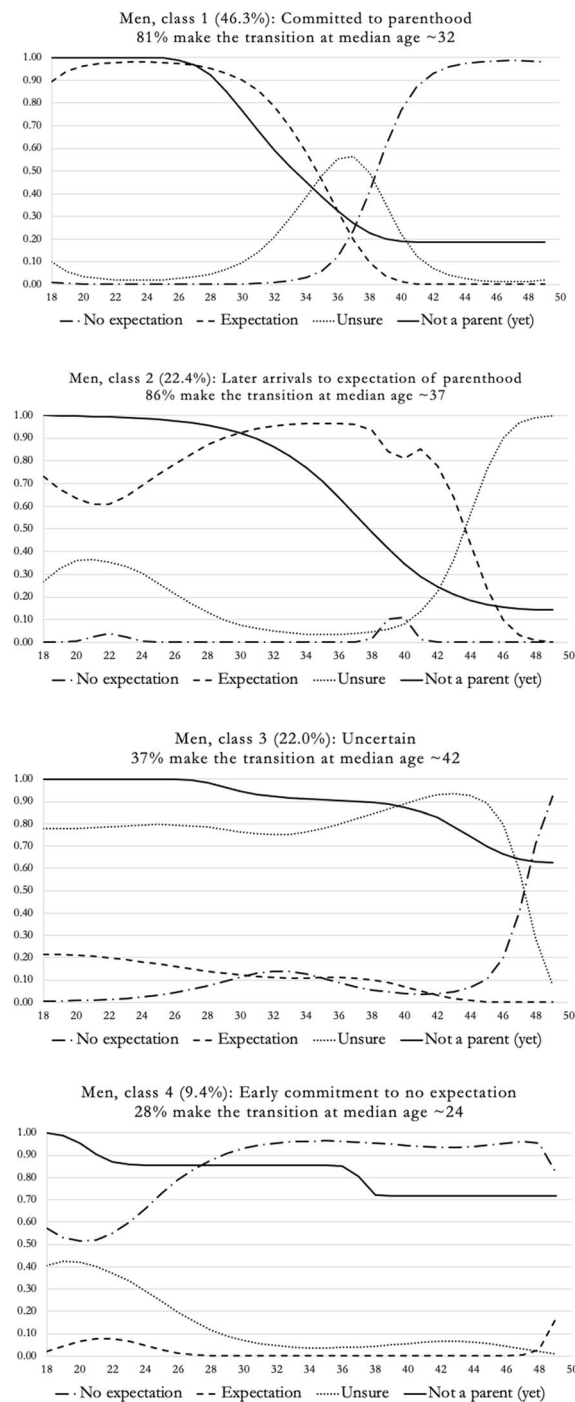 Men, class 1 (46.3%): Committed to parenthood
81% make the transition at median age ~32
1.00
0.90
0.80
0.70
0.60
0.50
0.40
0.30
0.20
0.10
0.00
18 20 22 24 26 28 30 32 34 36 38 40 42 44 46 48 50
No expectation Expectation Unsure Not a parent (yet)
Men, class 2 (22.4%): Later arrivals to expectation of parenthood
86% make the transition at median age ~37
1.00
0.90
0.80
0.70
0.60
0.50
0.40
0.30
0.20
0.10
0.00
18 20 22 24 26 28 30 32 34 36 38 40 42 44 46 48 50
No expectation Expectation Unsure Not a parent (yet)
Men, class 3 (22.0%): Uncertain
37% make the transition at median age ~42
1.00
0.90
0.80
0.70
0.60
0.50
0.40
0.30
0.20
0.10
0.00
18 20 22 24 26 28 30 32 34 36 38 40 42 44 46 48 50
No expectation Expectation Unsure Not a parent (yet)
Men, class 4 (9.4%): Early commitment to no expectation
28% make the transition at median age ~24
1.00
0.90
0.80
0.70
0.60
0.50
0.40
0.30
0.20
0.10
0.00
18 20 22 24 26 28 30 32 34 36 38 40 42 44 46 48 50
No expectation Expectation Unsure Not a parent (yet)